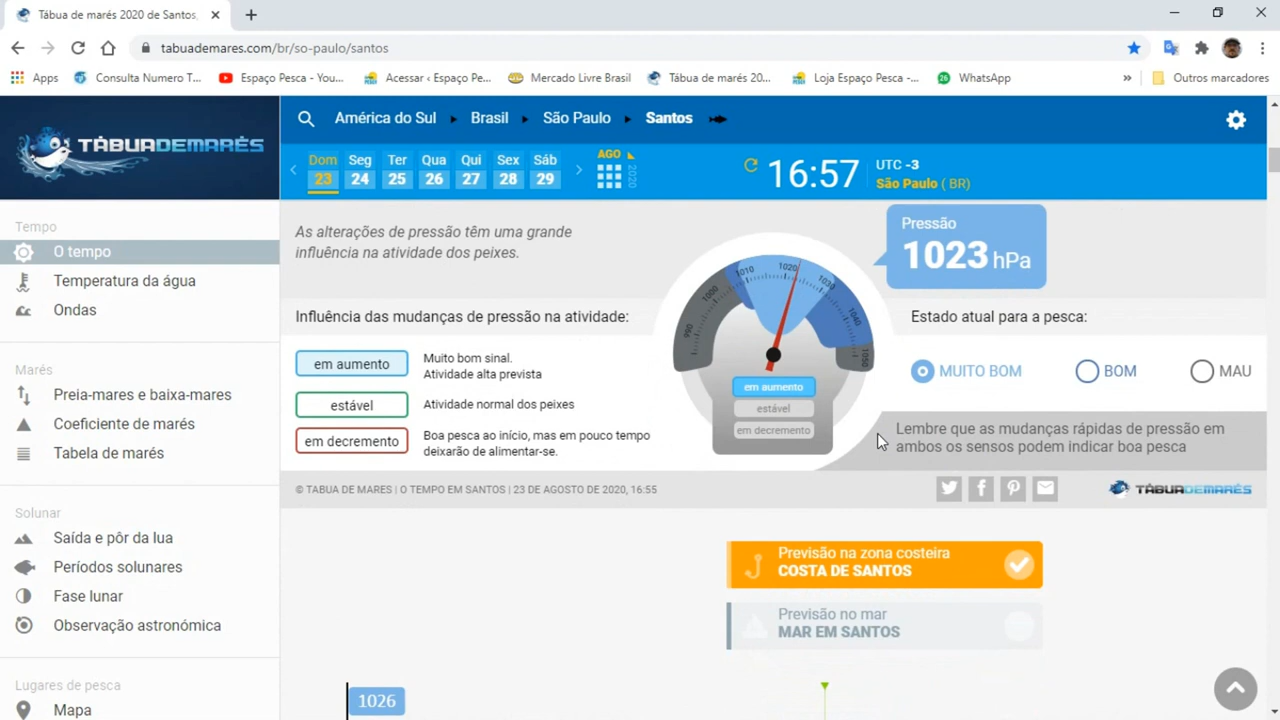 Tábua de marés 2020 de Santos,
tabuademares.com/br/so-paulo/santos
Apps
Consulta Numero T...
Espaço Pesca - You...
Acessar ‹ Espaço Pe...
Mercado Livre Brasil
Tábua de marés 20...
Loja Espaço Pesca -...
26
WhatsApp
»
Outros marcadores
TÁBUADEMARÉS
América do Sul
Brasil
São Paulo
Santos
Dom
23
Seg
24
Ter
25
Qua
26
Qui
27
Sex
28
Sáb
29
AGO
2020
16:57
UTC -3
São Paulo ( BR)
Tempo
O tempo
Temperatura da água
Ondas
Marés
Preia-mares e baixa-mares
Coeficiente de marés
Tabela de marés
Solunar
Saída e pôr da lua
Períodos solunares
Fase lunar
Observação astronómica
Lugares de pesca
Mapa
As alterações de pressão têm uma grande
influência na atividade dos peixes.
Pressão
1023 hPa
Influência das mudanças de pressão na atividade:
em aumento
Muito bom sinal.
Atividade alta prevista
estável
Atividade normal dos peixes
em decremento
Boa pesca ao início, mas em pouco tempo
deixarão de alimentar-se.
990
1000
1010
1020
1030
1040
1050
em aumento
estável
em decremento
Estado atual para a pesca:
MUITO BOM
BOM
MAU
Lembre que as mudanças rápidas de pressão em
ambos os sensos podem indicar boa pesca
© TABUA DE MARES | O TEMPO EM SANTOS | 23 DE AGOSTO DE 2020, 16:55
TÁBUADEMARÉS
Previsão na zona costeira
COSTA DE SANTOS
Previsão no mar
MAR EM SANTOS
1026